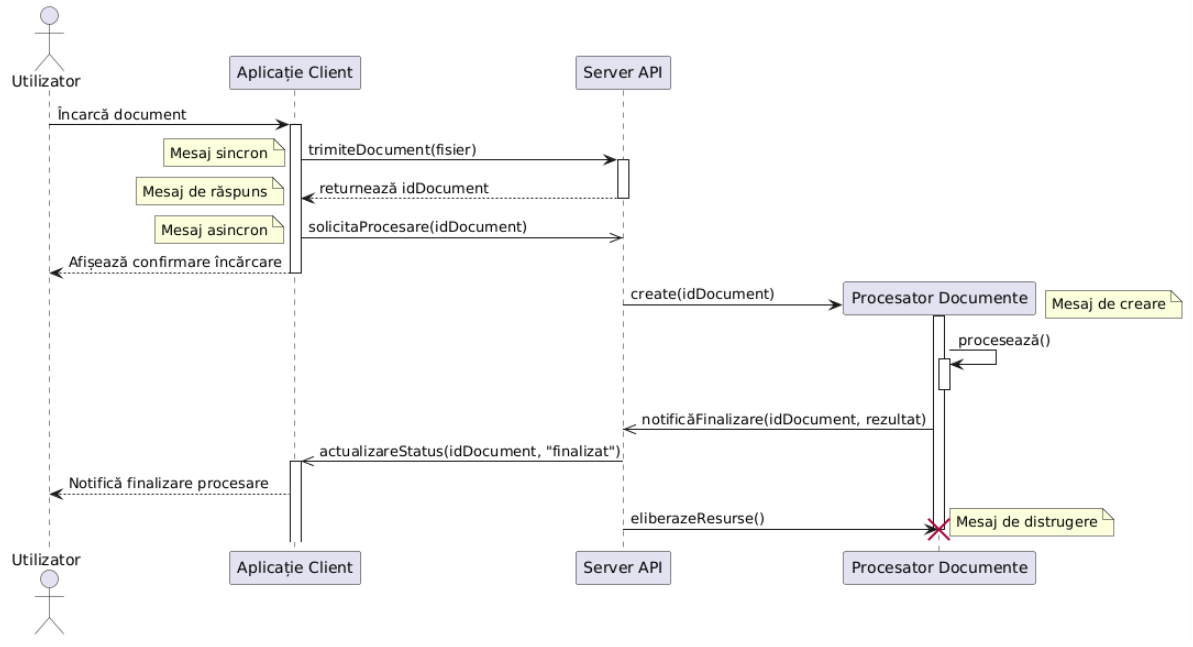 Utilizator
Aplicație Client
Server API
Încarcă document
Mesaj sincron
trimiteDocument(fisier)
Mesaj de răspuns
returnează idDocument
Mesaj asincron
solicitaProcesare(idDocument)
Afișează confirmare încărcare
create(idDocument)
Procesator Documente
Mesaj de creare
procesează()
notificăFinalizare(idDocument, rezultat)
actualizareStatus(idDocument, "finalizat")
Notifică finalizare procesare
eliberazeResurse()
Mesaj de distrugere
Utilizator
Aplicație Client
Server API
Procesator Documente